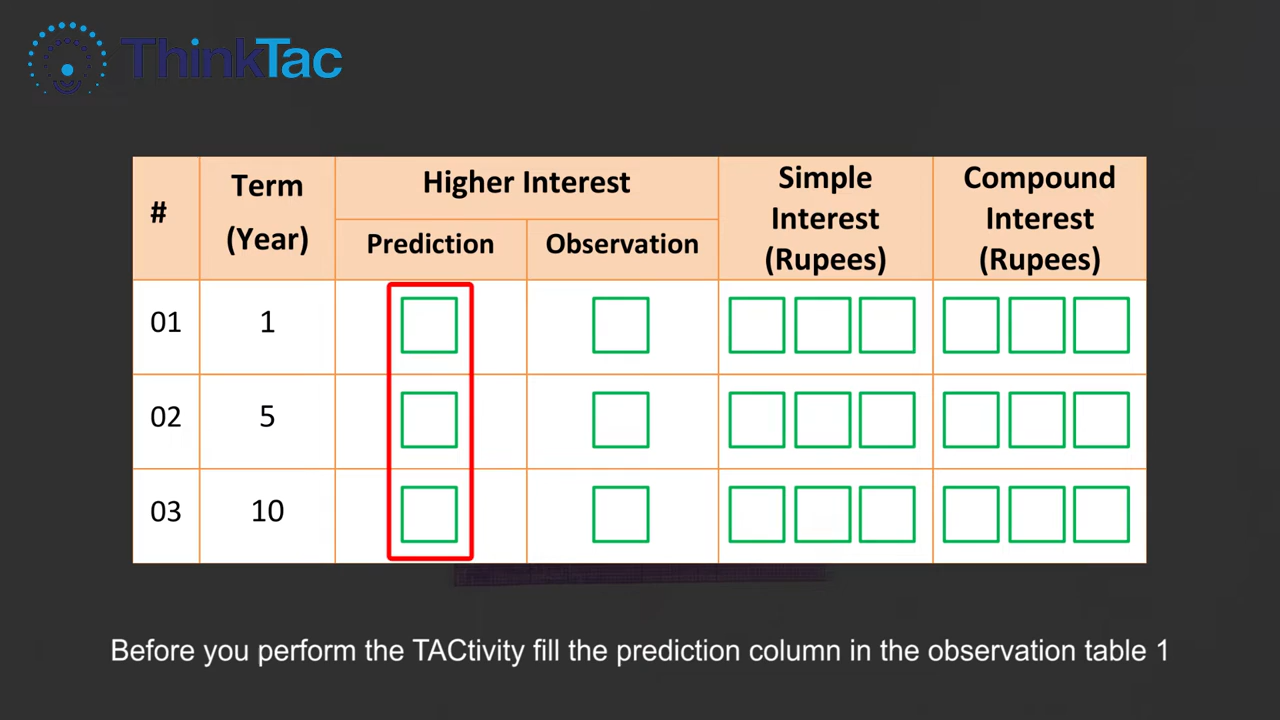 ThinkTac
# Term (Year) Higher Interest Simple Interest (Rupees) Compound Interest (Rupees)
Prediction Observation
01 1
02 5
03 10
Before you perform the TACtivity fill the prediction column in the observation table 1